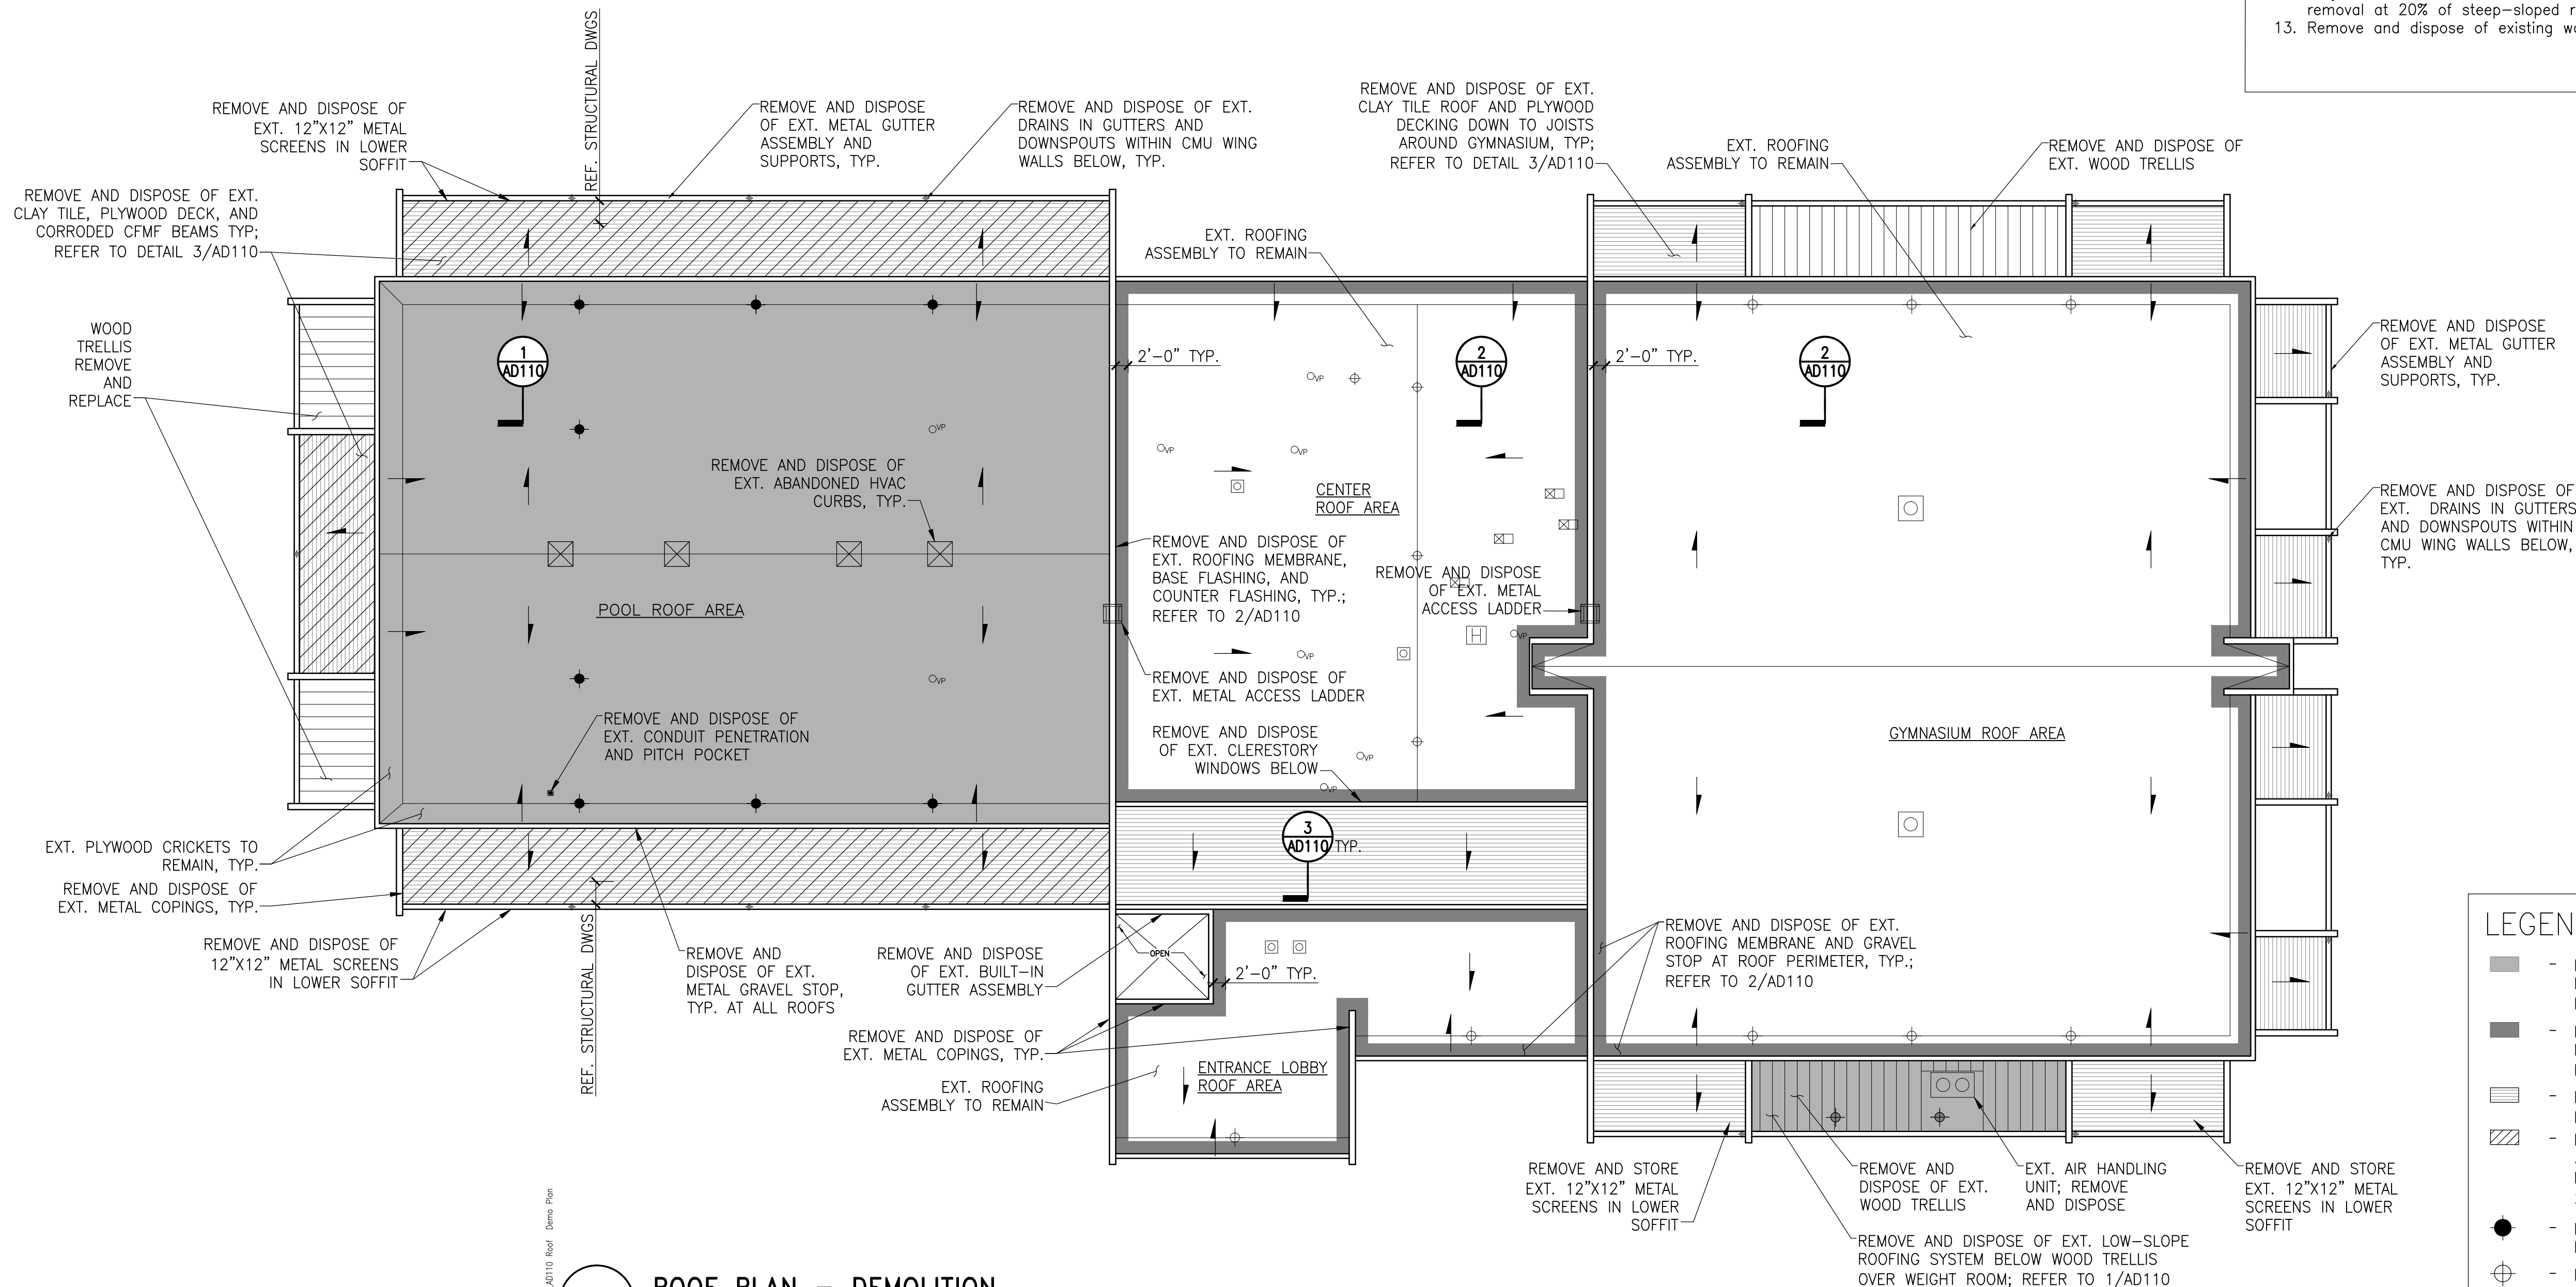 removal at 20% of steep-sloped
13. Remove and dispose of existing
REF. STRUCTURAL DWGS
REMOVE AND DISPOSE OF
EXT. 12"X12" METAL
SCREENS IN LOWER
SOFFIT
REMOVE AND DISPOSE
OF EXT. METAL GUTTER
ASSEMBLY AND
SUPPORTS, TYP.
REMOVE AND DISPOSE OF EXT.
DRAINS IN GUTTERS AND
DOWNSPOUTS WITHIN CMU WING
WALLS BELOW, TYP.
REMOVE AND DISPOSE OF EXT.
CLAY TILE ROOF AND PLYWOOD
DECKING DOWN TO JOISTS
AROUND GYMNASIUM, TYP;
REFER TO DETAIL 3/AD110
EXT. ROOFING
ASSEMBLY TO REMAIN
REMOVE AND DISPOSE OF
EXT. WOOD TRELLIS
REMOVE AND DISPOSE OF EXT.
CLAY TILE, PLYWOOD DECK, AND
CORRODED CFMF BEAMS TYP;
REFER TO DETAIL 3/AD110
EXT. ROOFING
ASSEMBLY TO REMAIN
WOOD
TRELLIS
REMOVE
AND
REPLACE
1
AD110
2'-0" TYP.
2
AD110
2'-0" TYP.
2
AD110
REMOVE AND DISPOSE
OF EXT. METAL GUTTER
ASSEMBLY AND
SUPPORTS, TYP.
VP
VP
VP
VP
REMOVE AND DISPOSE OF
EXT. ABANDONED HVAC
CURBS, TYP.
CENTER
ROOF AREA
REMOVE AND DISPOSE OF
EXT. DRAINS IN GUTTERS
AND DOWNSPOUTS WITHIN
CMU WING WALLS BELOW,
TYP.
REMOVE AND DISPOSE OF
EXT. ROOFING MEMBRANE,
BASE FLASHING, AND
COUNTER FLASHING, TYP.;
REFER TO 2/AD110
REMOVE AND DISPOSE
OF EXT. METAL
ACCESS LADDER
POOL ROOF AREA
H
VP
VP
VP
REMOVE AND DISPOSE OF
EXT. METAL ACCESS LADDER
REMOVE AND DISPOSE OF
EXT. CONDUIT PENETRATION
AND PITCH POCKET
REMOVE AND DISPOSE
OF EXT. CLERESTORY
WINDOWS BELOW
VP
VP
GYMNASIUM ROOF AREA
EXT. PLYWOOD CRICKETS TO
REMAIN, TYP.
3
AD110
TYP.
REMOVE AND DISPOSE OF
EXT. METAL COPINGS, TYP.
REMOVE AND DISPOSE OF
12"X12" METAL SCREENS
IN LOWER SOFFIT
REF. STRUCTURAL DWGS
REMOVE AND
DISPOSE OF EXT.
METAL GRAVEL STOP,
TYP. AT ALL ROOFS
REMOVE AND DISPOSE
OF EXT. BUILT-IN
GUTTER ASSEMBLY
OPEN
2'-0" TYP.
REMOVE AND DISPOSE OF EXT.
ROOFING MEMBRANE AND GRAVEL
STOP AT ROOF PERIMETER, TYP.;
REFER TO 2/AD110
REMOVE AND DISPOSE OF
EXT. METAL COPINGS, TYP.
ENTRANCE LOBBY
ROOF AREA
EXT. ROOFING
ASSEMBLY TO REMAIN
REMOVE AND STORE
EXT. 12"X12" METAL
SCREENS IN LOWER
SOFFIT
REMOVE AND
DISPOSE OF EXT.
WOOD TRELLIS
EXT. AIR HANDLING
UNIT; REMOVE
AND DISPOSE
REMOVE AND STORE
EXT. 12"X12" METAL
SCREENS IN LOWER
SOFFIT
REMOVE AND DISPOSE OF EXT. LOW-SLOPE
ROOFING SYSTEM BELOW WOOD TRELLIS
OVER WEIGHT ROOM; REFER TO 1/AD110
LEGEN
-
-
-
-
-
-
AD110 Roof Demo Plan
ROOF PLAN - DEMOLITION